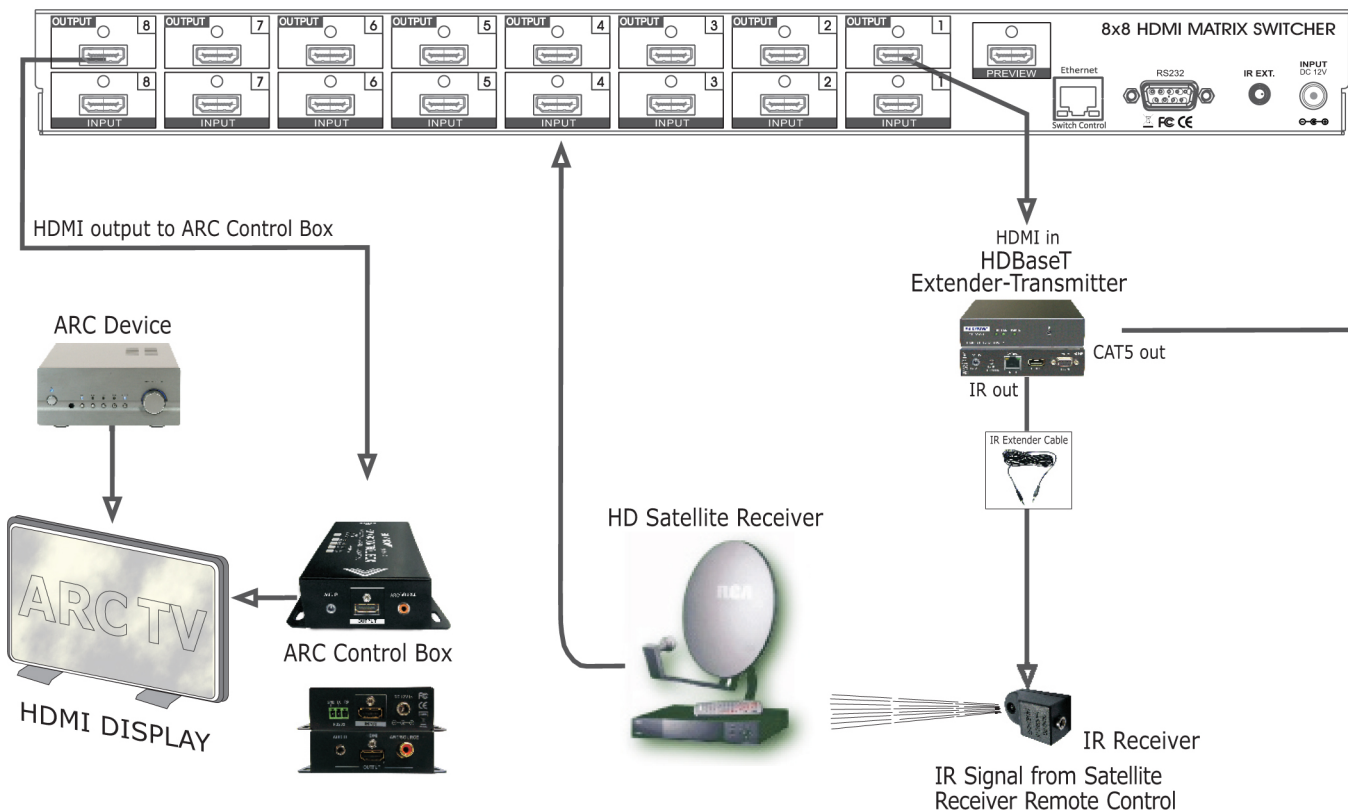 OUTPUT 8 OUTPUT 7 OUTPUT 6 OUTPUT 5 OUTPUT 4 OUTPUT 3 OUTPUT 2 OUTPUT 1
8x8 HDMI MATRIX SWITCHER
PREVIEW
Ethernet
RS232
IR EXT.
INPUT
DC 12V
8 7 6 5 4 3 2 1
INPUT INPUT INPUT INPUT INPUT INPUT INPUT INPUT
Switch Control
FC CE
HDMI output to ARC Control Box
HDMI in
HDBaseT
Extender-Transmitter
CAT5 out
IR out
IR Extender Cable
ARC Device
HD Satellite Receiver
RCA
ARC TV
HDMI DISPLAY
ARC Control Box
OUTPUT
IR Receiver
IR Signal from Satellite
Receiver Remote Control